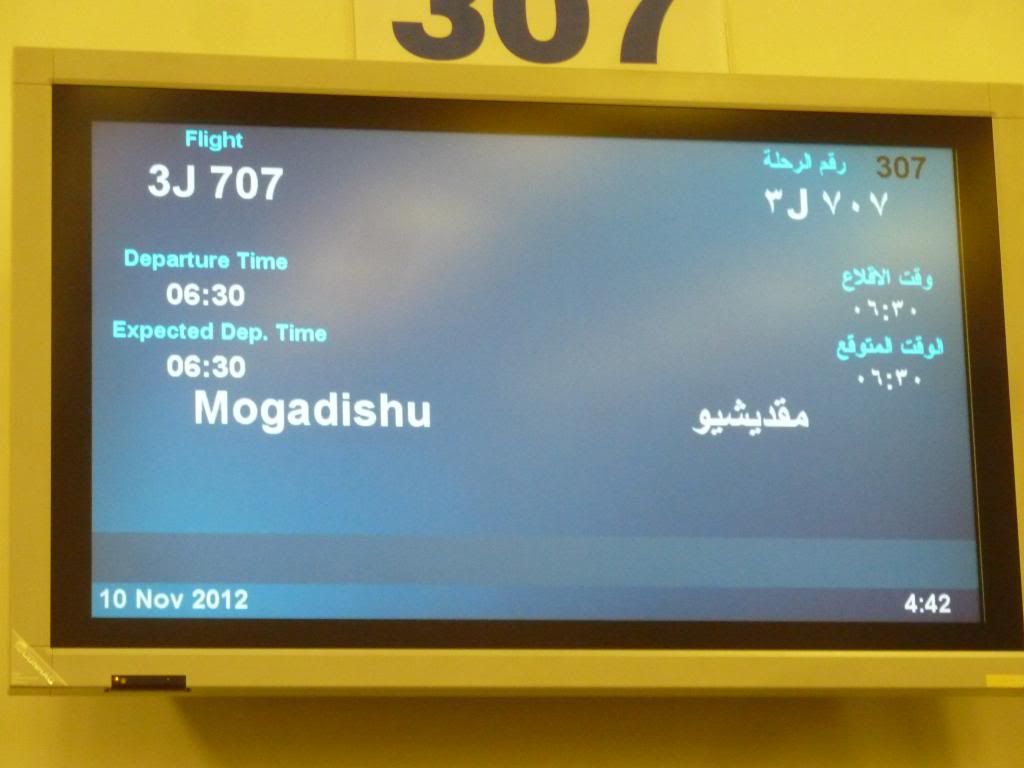 307
Flight
3J 707
رقم الرحلة
307
٣J ٧٠٧
Departure Time
06:30
وقت الاقلاع
٠٦:٣٠
Expected Dep. Time
06:30
الوقت المتوقع
٠٦:٣٠
Mogadishu
مقديشيو
10 Nov 2012
4:42